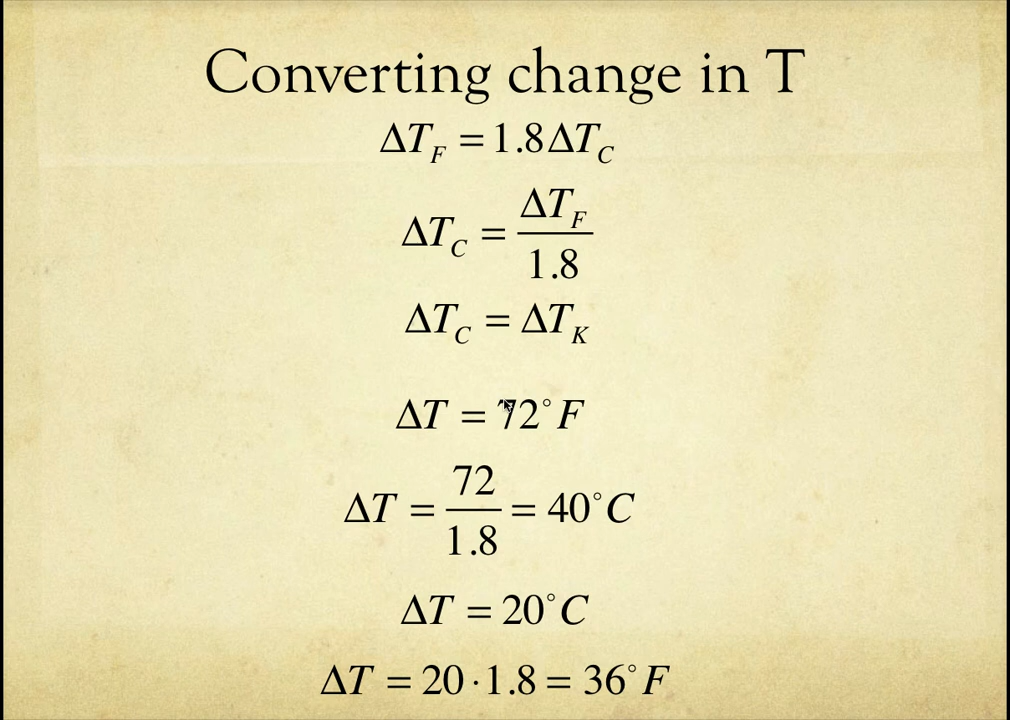 Converting change in T
ΔT_F = 1.8ΔT_C
ΔT_C = ΔT_F / 1.8
ΔT_C = ΔT_K
ΔT = 72°F
ΔT = 72 / 1.8 = 40°C
ΔT = 20°C
ΔT = 20·1.8 = 36°F